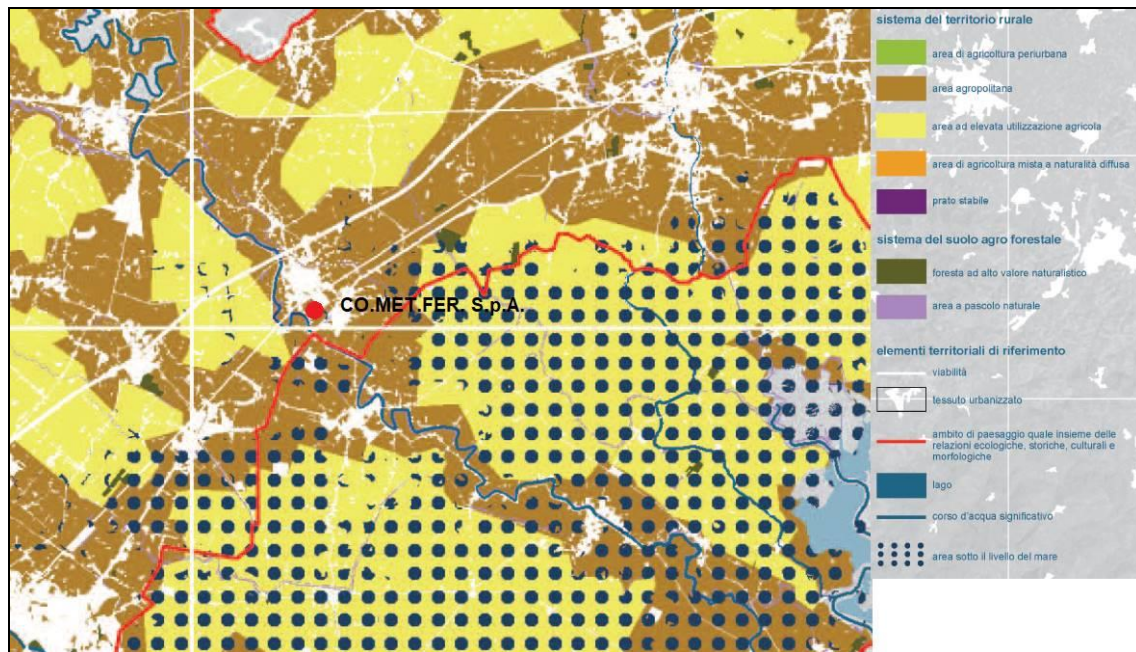 CO.MET.FER. S.p.A.
sistema del territorio rurale
area di agricoltura periurbana
area agropolitana
area ad elevata utilizzazione agricola
area di agricoltura mista a naturalità diffusa
prato stabile
sistema del suolo agro forestale
foresta ad alto valore naturalistico
area a pascolo naturale
elementi territoriali di riferimento
viabilità
tessuto urbanizzato
ambito di paesaggio quale insieme delle
relazioni ecologiche, storiche, culturali e
morfologiche
lago
corso d'acqua significativo
area sotto il livello del mare